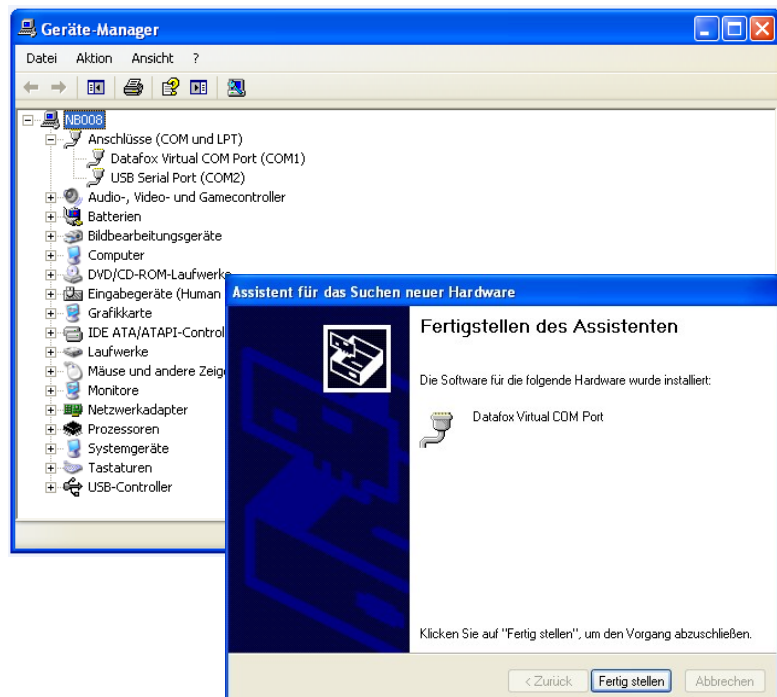 Geräte-Manager
Datei Aktion Ansicht ?
NB008
Anschlüsse (COM und LPT)
Datafox Virtual COM Port (COM1)
USB Serial Port (COM2)
Audio-, Video- und Gamecontroller
Batterien
Bildbearbeitungsgeräte
Computer
DVD/CD-ROM-Laufwerke
Eingabegeräte (Human
Grafikkarte
IDE ATA/ATAPI-Control
Laufwerke
Mäuse und andere Zeig
Monitore
Netzwerkadapter
Prozessoren
Systemgeräte
Tastaturen
USB-Controller
Assistent für das Suchen neuer Hardware
Fertigstellen des Assistenten
Die Software für die folgende Hardware wurde installiert:
Datafox Virtual COM Port
Klicken Sie auf "Fertig stellen", um den Vorgang abzuschließen.
< Zurück Fertig stellen Abbrechen